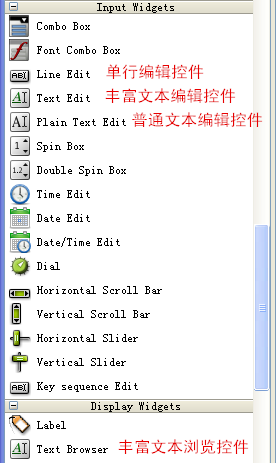 Input Widgets
Combo Box
Font Combo Box
Line Edit 单行编辑控件
Text Edit 丰富文本编辑控件
Plain Text Edit 普通文本编辑控件
Spin Box
Double Spin Box
Time Edit
Date Edit
Date/Time Edit
Dial
Horizontal Scroll Bar
Vertical Scroll Bar
Horizontal Slider
Vertical Slider
Key sequence Edit
Display Widgets
Label
Text Browser 丰富文本浏览控件